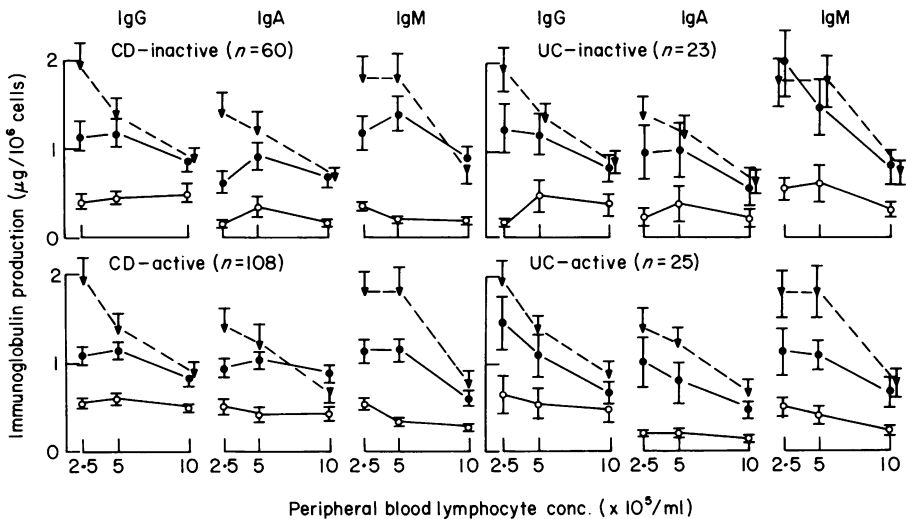 IgG IgA IgM IgG IgA IgM
CD–inactive (n=60) UC–inactive (n=23)
2
1
0
CD–active (n=108) UC–active (n=25)
2
1
0
2·5 5 10 2·5 5 10 2·5 5 10 2·5 5 10 2·5 5 10 2·5 5 10
Immunoglobulin production (μg/10⁶ cells)
Peripheral blood lymphocyte conc. (x 10⁵/ml)